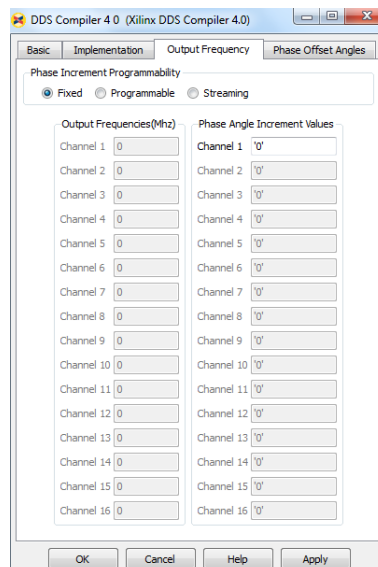 DDS Compiler 4 0 (Xilinx DDS Compiler 4.0)
Basic Implementation Output Frequency Phase Offset Angles
Phase Increment Programmability
Fixed Programmable Streaming
Output Frequencies(Mhz) Phase Angle Increment Values
Channel 1 0 Channel 1 '0'
Channel 2 0 Channel 2 '0'
Channel 3 0 Channel 3 '0'
Channel 4 0 Channel 4 '0'
Channel 5 0 Channel 5 '0'
Channel 6 0 Channel 6 '0'
Channel 7 0 Channel 7 '0'
Channel 8 0 Channel 8 '0'
Channel 9 0 Channel 9 '0'
Channel 10 0 Channel 10 '0'
Channel 11 0 Channel 11 '0'
Channel 12 0 Channel 12 '0'
Channel 13 0 Channel 13 '0'
Channel 14 0 Channel 14 '0'
Channel 15 0 Channel 15 '0'
Channel 16 0 Channel 16 '0'
OK Cancel Help Apply